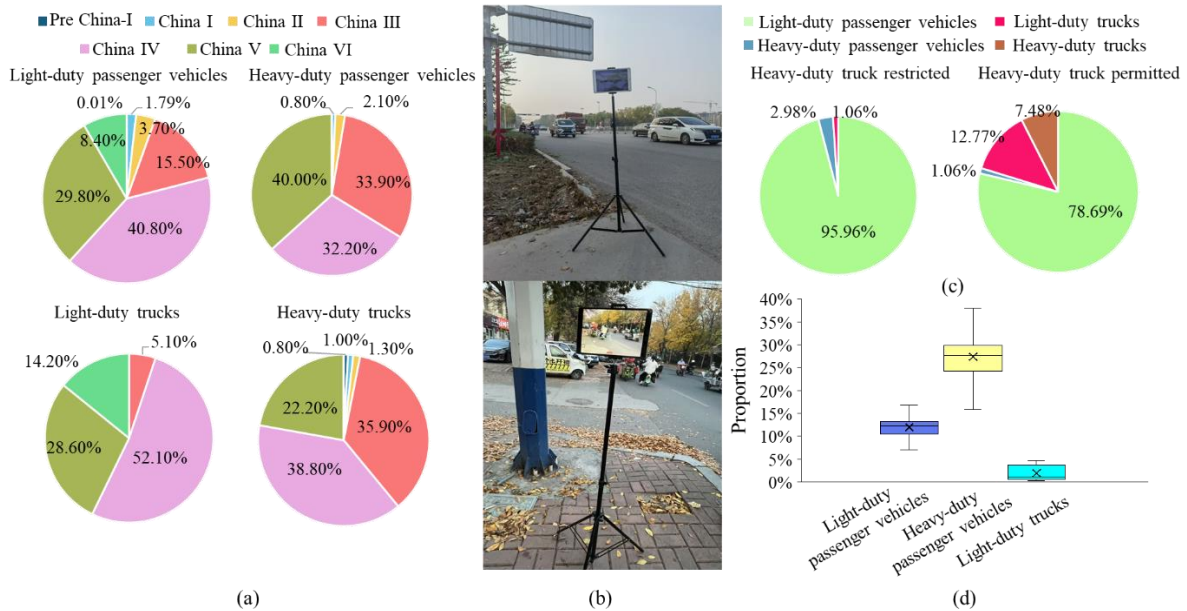 Pre China-I China I China II China III
China IV China V China VI
Light-duty passenger vehicles
0.01%
1.79%
3.70%
8.40%
15.50%
29.80%
40.80%
Heavy-duty passenger vehicles
0.80%
2.10%
40.00%
33.90%
32.20%
Light-duty trucks
5.10%
14.20%
28.60%
52.10%
Heavy-duty trucks
1.00%
0.80%
1.30%
22.20%
35.90%
38.80%
(a)
(b)
Light-duty passenger vehicles Light-duty trucks
Heavy-duty passenger vehicles Heavy-duty trucks
Heavy-duty truck restricted
2.98%
1.06%
95.96%
Heavy-duty truck permitted
7.48%
12.77%
1.06%
78.69%
(c)
Proportion
40%
35%
30%
25%
20%
15%
10%
5%
0%
Light-duty
passenger vehicles
Heavy-duty
passenger vehicles
Light-duty trucks
(d)